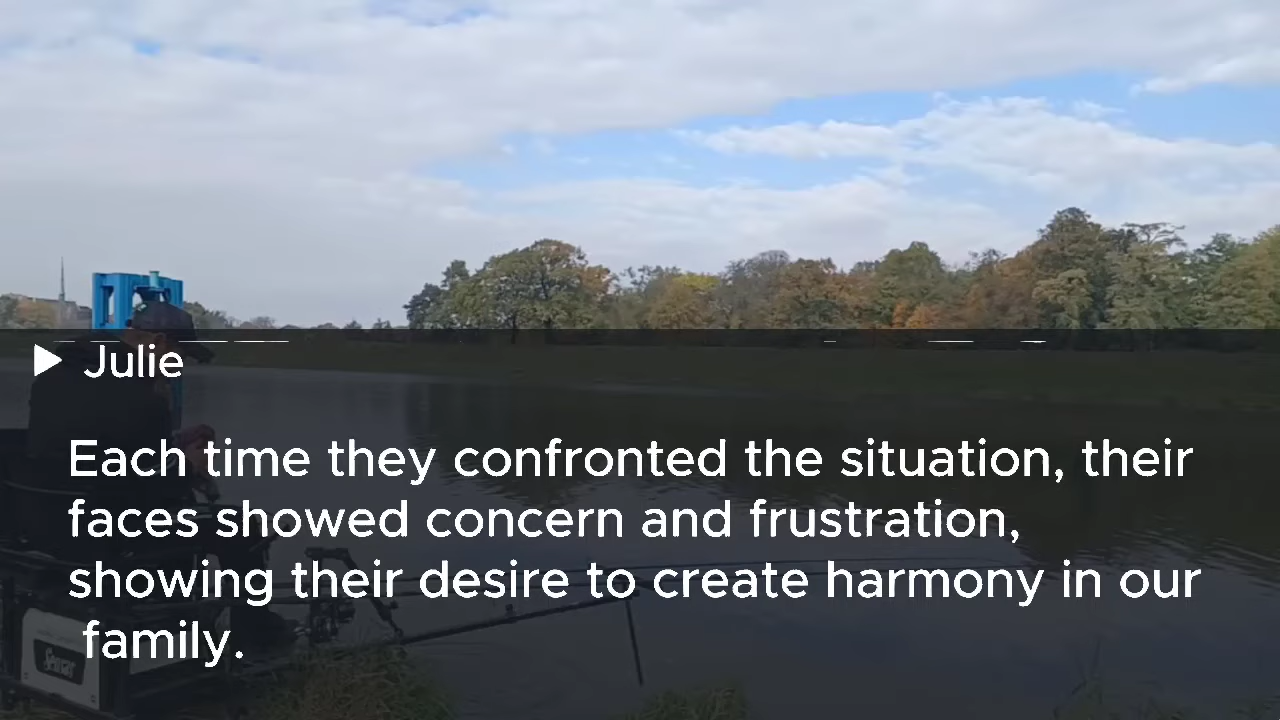 Julie
Each time they confronted the situation, their
faces showed concern and frustration,
showing their desire to create harmony in our
family.